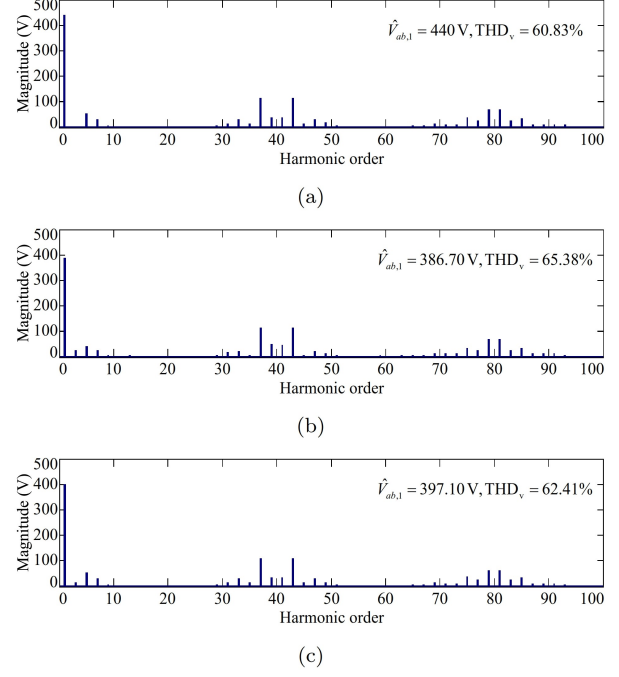 500
400
300
200
100
0
Magnitude (V)
V̂ab,1 = 440 V, THDv = 60.83%
0 10 20 30 40 50 60 70 80 90 100
Harmonic order
(a)
500
400
300
200
100
0
Magnitude (V)
V̂ab,1 = 386.70 V, THDv = 65.38%
0 10 20 30 40 50 60 70 80 90 100
Harmonic order
(b)
500
400
300
200
100
0
Magnitude (V)
V̂ab,1 = 397.10 V, THDv = 62.41%
0 10 20 30 40 50 60 70 80 90 100
Harmonic order
(c)